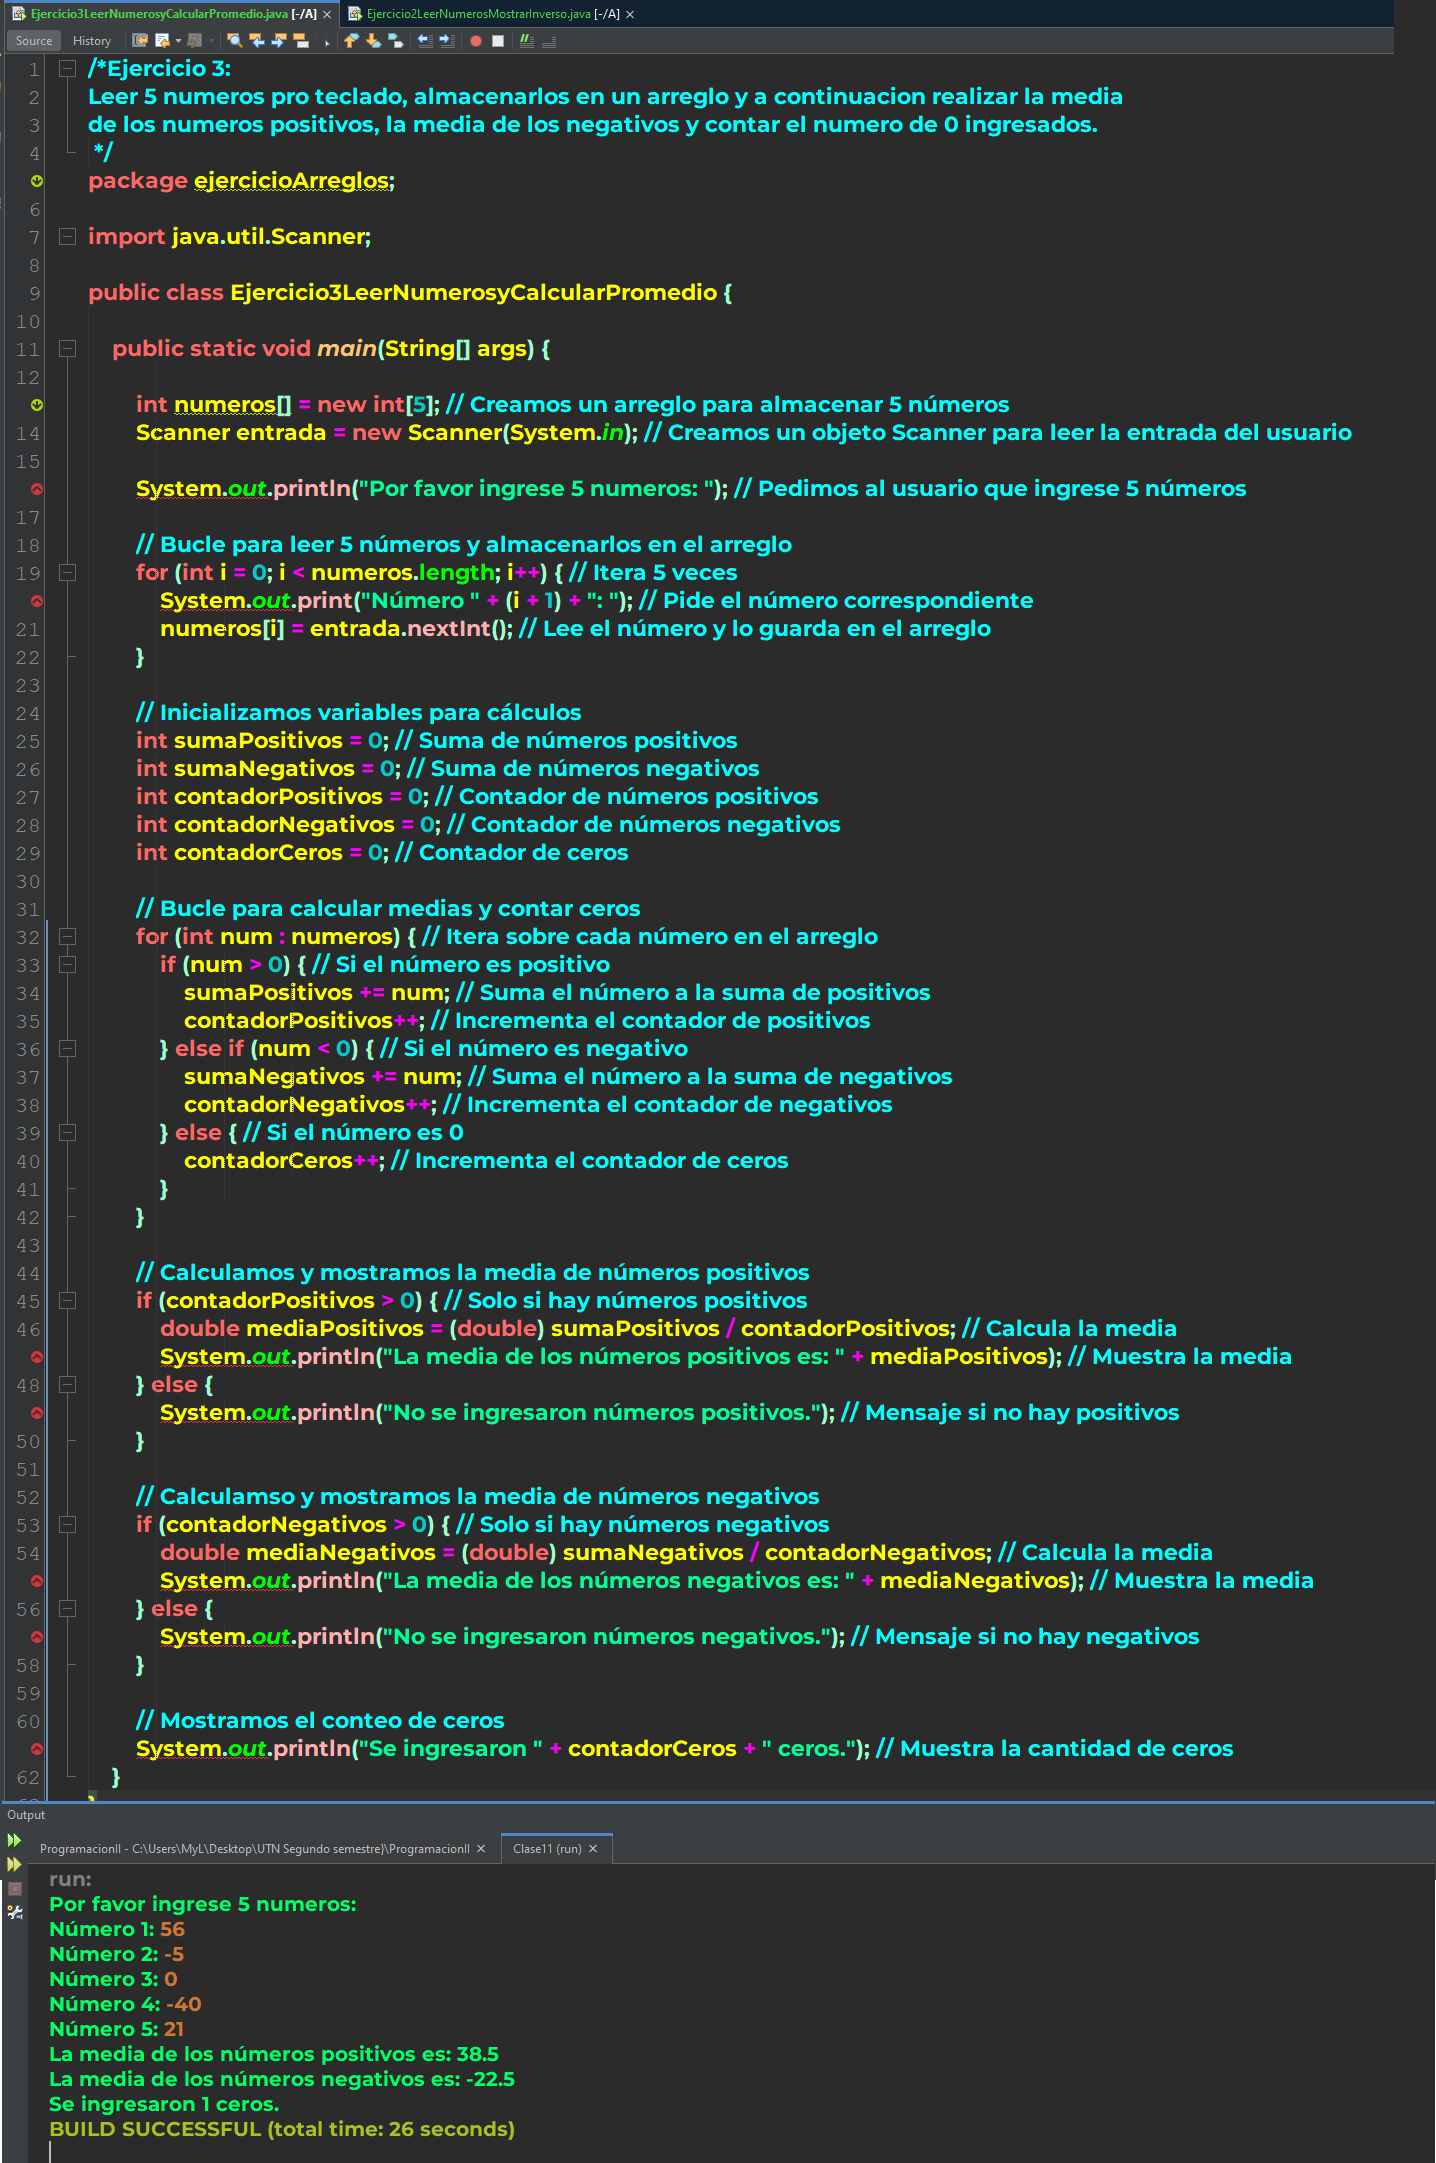 Ejercicio3LeerNumerosyCalcularPromedio.java [-/A] Ejercicio2LeerNumerosMostrarInverso.java [-/A]
Source History
1 /*Ejercicio 3:
2 Leer 5 numeros pro teclado, almacenarlos en un arreglo y a continuacion realizar la media
3 de los numeros positivos, la media de los negativos y contar el numero de 0 ingresados.
4 */
package ejercicioArreglos;
6
7 import java.util.Scanner;
8
9 public class Ejercicio3LeerNumerosyCalcularPromedio {
10
11 public static void main(String[] args) {
12
int numeros[] = new int[5]; // Creamos un arreglo para almacenar 5 números
14 Scanner entrada = new Scanner(System.in); // Creamos un objeto Scanner para leer la entrada del usuario
15
System.out.println("Por favor ingrese 5 numeros: "); // Pedimos al usuario que ingrese 5 números
17
18 // Bucle para leer 5 números y almacenarlos en el arreglo
19 for (int i = 0; i < numeros.length; i++) { // Itera 5 veces
System.out.print("Número " + (i + 1) + ": "); // Pide el número correspondiente
21 numeros[i] = entrada.nextInt(); // Lee el número y lo guarda en el arreglo
22 }
23
24 // Inicializamos variables para cálculos
25 int sumaPositivos = 0; // Suma de números positivos
26 int sumaNegativos = 0; // Suma de números negativos
27 int contadorPositivos = 0; // Contador de números positivos
28 int contadorNegativos = 0; // Contador de números negativos
29 int contadorCeros = 0; // Contador de ceros
30
31 // Bucle para calcular medias y contar ceros
32 for (int num : numeros) { // Itera sobre cada número en el arreglo
33 if (num > 0) { // Si el número es positivo
34 sumaPositivos += num; // Suma el número a la suma de positivos
35 contadorPositivos++; // Incrementa el contador de positivos
36 } else if (num < 0) { // Si el número es negativo
37 sumaNegativos += num; // Suma el número a la suma de negativos
38 contadorNegativos++; // Incrementa el contador de negativos
39 } else { // Si el número es 0
40 contadorCeros++; // Incrementa el contador de ceros
41 }
42 }
43
44 // Calculamos y mostramos la media de números positivos
45 if (contadorPositivos > 0) { // Solo si hay números positivos
46 double mediaPositivos = (double) sumaPositivos / contadorPositivos; // Calcula la media
System.out.println("La media de los números positivos es: " + mediaPositivos); // Muestra la media
48 } else {
System.out.println("No se ingresaron números positivos."); // Mensaje si no hay positivos
50 }
51
52 // Calculamso y mostramos la media de números negativos
53 if (contadorNegativos > 0) { // Solo si hay números negativos
54 double mediaNegativos = (double) sumaNegativos / contadorNegativos; // Calcula la media
System.out.println("La media de los números negativos es: " + mediaNegativos); // Muestra la media
56 } else {
System.out.println("No se ingresaron números negativos."); // Mensaje si no hay negativos
58 }
59
60 // Mostramos el conteo de ceros
System.out.println("Se ingresaron " + contadorCeros + " ceros."); // Muestra la cantidad de ceros
62 }
Output
ProgramacionII - C:\Users\MyL\Desktop\UTN Segundo semestre}\ProgramacionII Clase11 (run)
run:
Por favor ingrese 5 numeros:
Número 1: 56
Número 2: -5
Número 3: 0
Número 4: -40
Número 5: 21
La media de los números positivos es: 38.5
La media de los números negativos es: -22.5
Se ingresaron 1 ceros.
BUILD SUCCESSFUL (total time: 26 seconds)